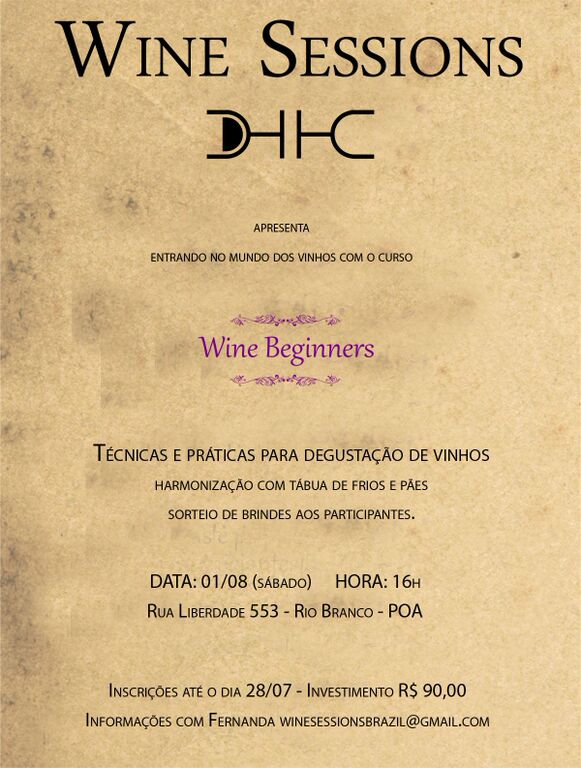 Wine Sessions
apresenta
entrando no mundo dos vinhos com o curso
Wine Beginners
Técnicas e práticas para degustação de vinhos
harmonização com tábua de frios e pães
sorteio de brindes aos participantes.
DATA: 01/08 (sábado) HORA: 16h
Rua Liberdade 553 - Rio Branco - POA
Inscrições até o dia 28/07 - Investimento R$ 90,00
Informações com Fernanda winesessionsbrazil@gmail.com